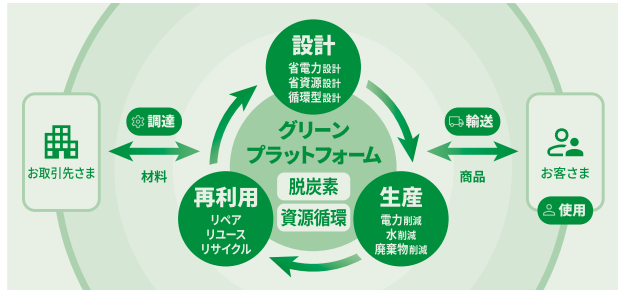 設計
省電力設計
省資源設計
循環型設計
グリーン
プラットフォーム
脱炭素
資源循環
調達
材料
お取引先さま
輸送
商品
お客さま
使用
再利用
リペア
リユース
リサイクル
生産
電力削減
水削減
廃棄物削減